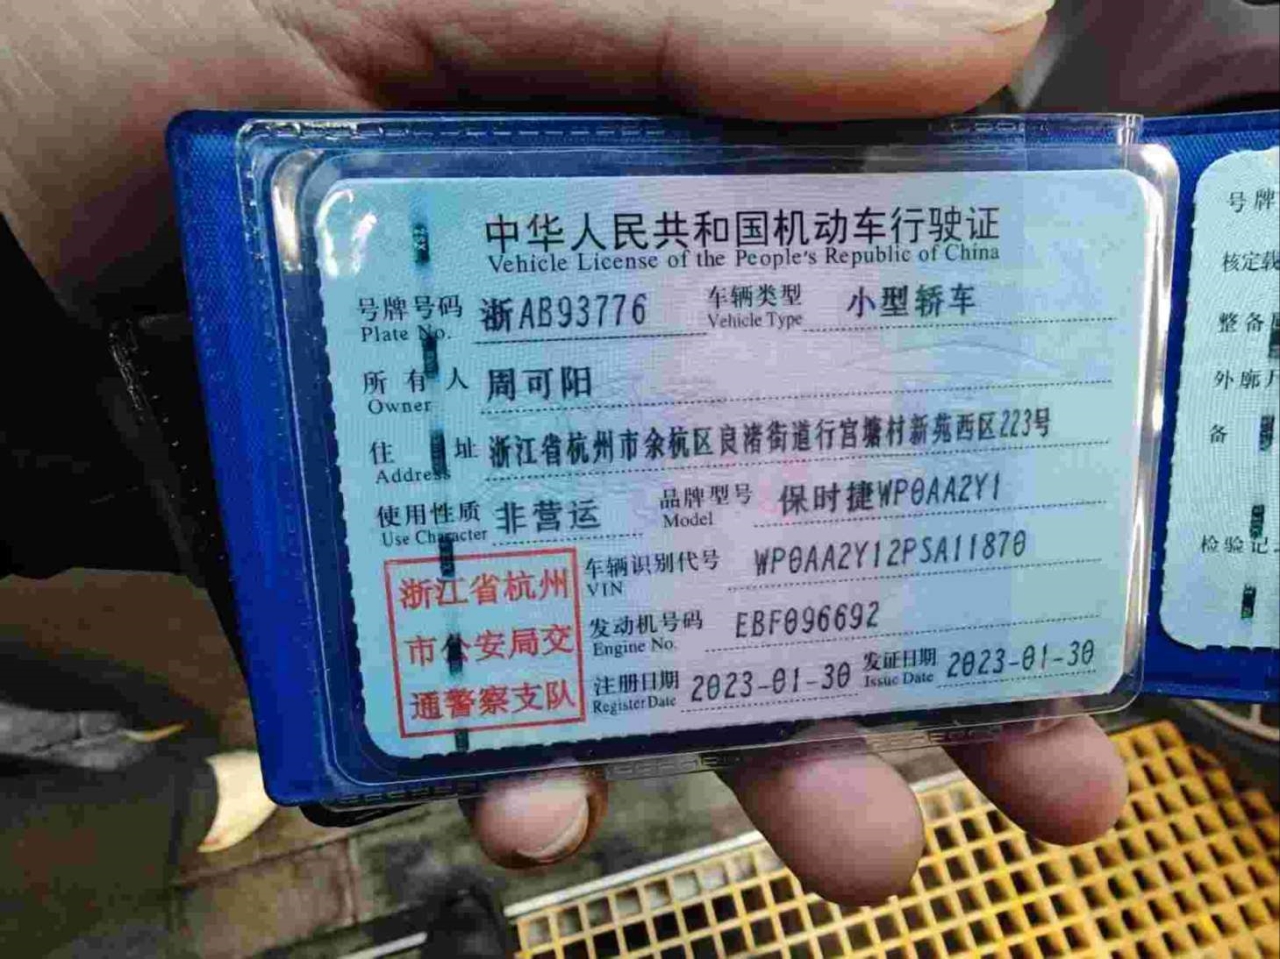 中华人民共和国机动车行驶证
Vehicle License of the People's Republic of China
号牌号码 浙AB93776 车辆类型 小型轿车
Plate No. Vehicle Type
所有人 周可阳
Owner
住址 浙江省杭州市余杭区良渚街道行宫塘村新苑西区223号
Address
使用性质 非营运 品牌型号 保时捷WP0AA2Y1
Use Character Model
车辆识别代号 WP0AA2Y12PSA11870
VIN
发动机号码 EBF096692
Engine No.
注册日期 2023-01-30 发证日期 2023-01-30
Register Date Issue Date
浙江省杭州
市公安局交
通警察支队
号牌
核定载
整备
外廓
备
检验记